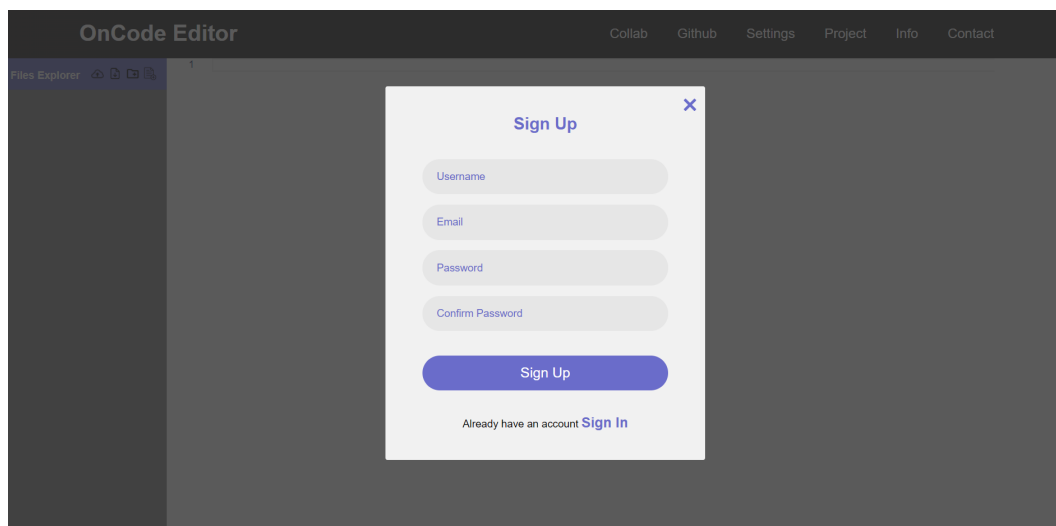 OnCode Editor
Collab Github Settings Project Info Contact
Files Explorer
1
Sign Up
Username
Email
Password
Confirm Password
Sign Up
Already have an account Sign In